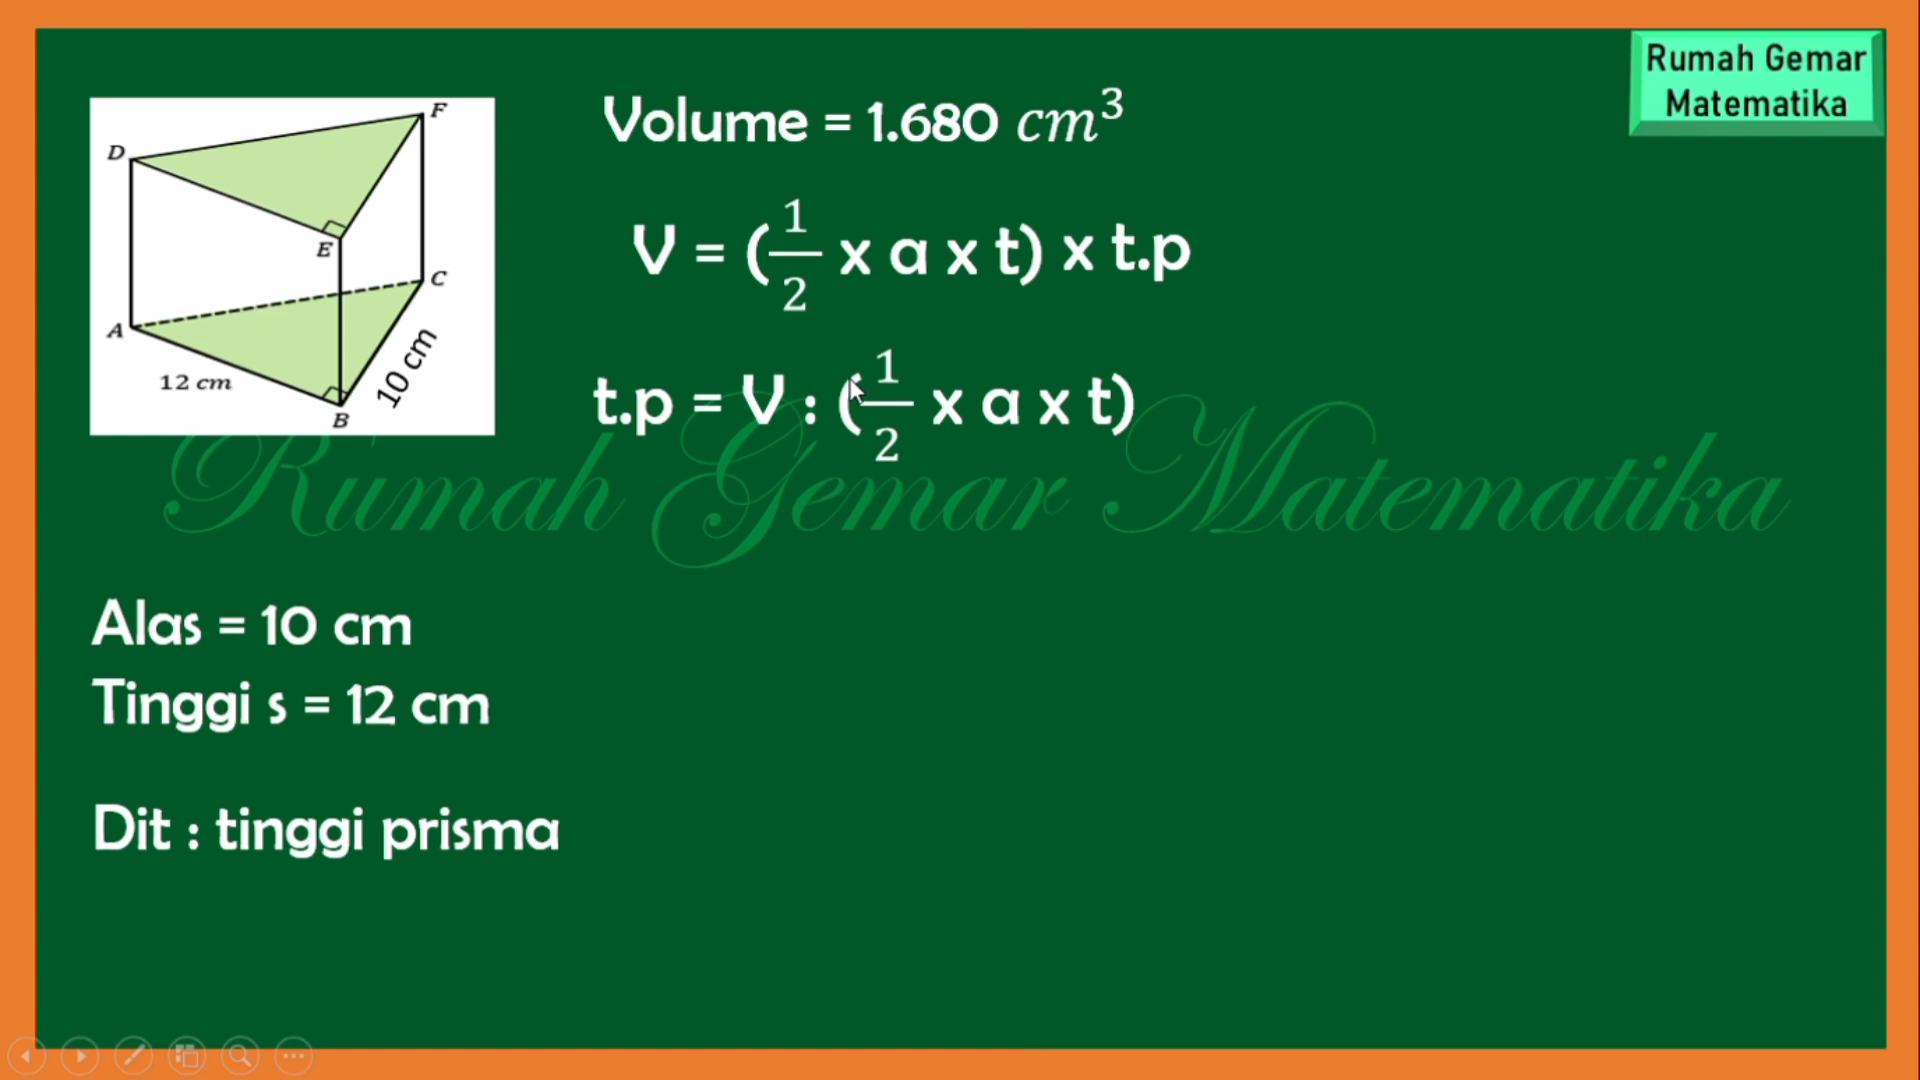 Rumah Gemar
Matematika
F
D
E
C
A
12 cm
10 cm
B
Volume = 1.680 cm³
V = (1/2 x a x t) x t.p
t.p = V : (1/2 x a x t)
Rumah Gemar Matematika
Alas = 10 cm
Tinggi s = 12 cm
Dit : tinggi prisma